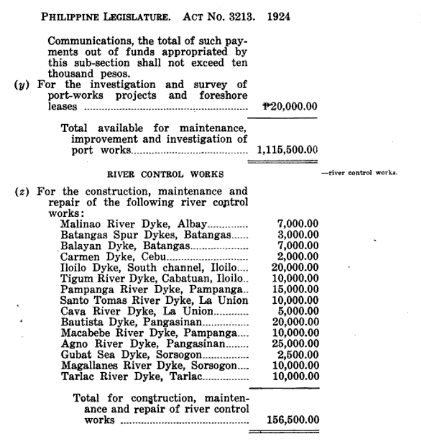 PHILIPPINE LEGISLATURE. ACT NO. 3213. 1924
Communications, the total of such pay-
ments out of funds appropriated by
this sub-section shall not exceed ten
thousand pesos.
(y) For the investigation and survey of
port-works projects and foreshore
leases .................................................. ₱20,000.00
Total available for maintenance,
improvement and investigation of
port works................................... 1,115,500.00
RIVER CONTROL WORKS
—river control works.
(z) For the construction, maintenance and
repair of the following river control
works:
Malinao River Dyke, Albay............. 7,000.00
Batangas Spur Dykes, Batangas...... 3,000.00
Balayan Dyke, Batangas................. 7,000.00
Carmen Dyke, Cebu........................ 2,000.00
Iloilo Dyke, South channel, Iloilo.... 20,000.00
Tigum River Dyke, Cabatuan, Iloilo.. 10,000.00
Pampanga River Dyke, Pampanga.. 15,000.00
Santo Tomas River Dyke, La Union 10,000.00
Cava River Dyke, La Union............. 5,000.00
Bautista Dyke, Pangasinan.............. 20,000.00
Macabebe River Dyke, Pampanga.... 10,000.00
Agno River Dyke, Pangasinan......... 25,000.00
Gubat Sea Dyke, Sorsogon.............. 2,500.00
Magallanes River Dyke, Sorsogon.... 10,000.00
Tarlac River Dyke, Tarlac............... 10,000.00
Total for construction, mainten-
ance and repair of river control
works ...................................... 156,500.00